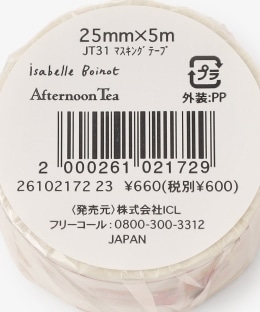 25mm×5m
JT31 マスキングテープ
isabelle Boinot
Afternoon Tea
プラ
外装:PP
2 000261 021729
26102172 23 ¥660(税別¥600)
〈発売元〉株式会社ICL
フリーコール:0800-300-3312
JAPAN